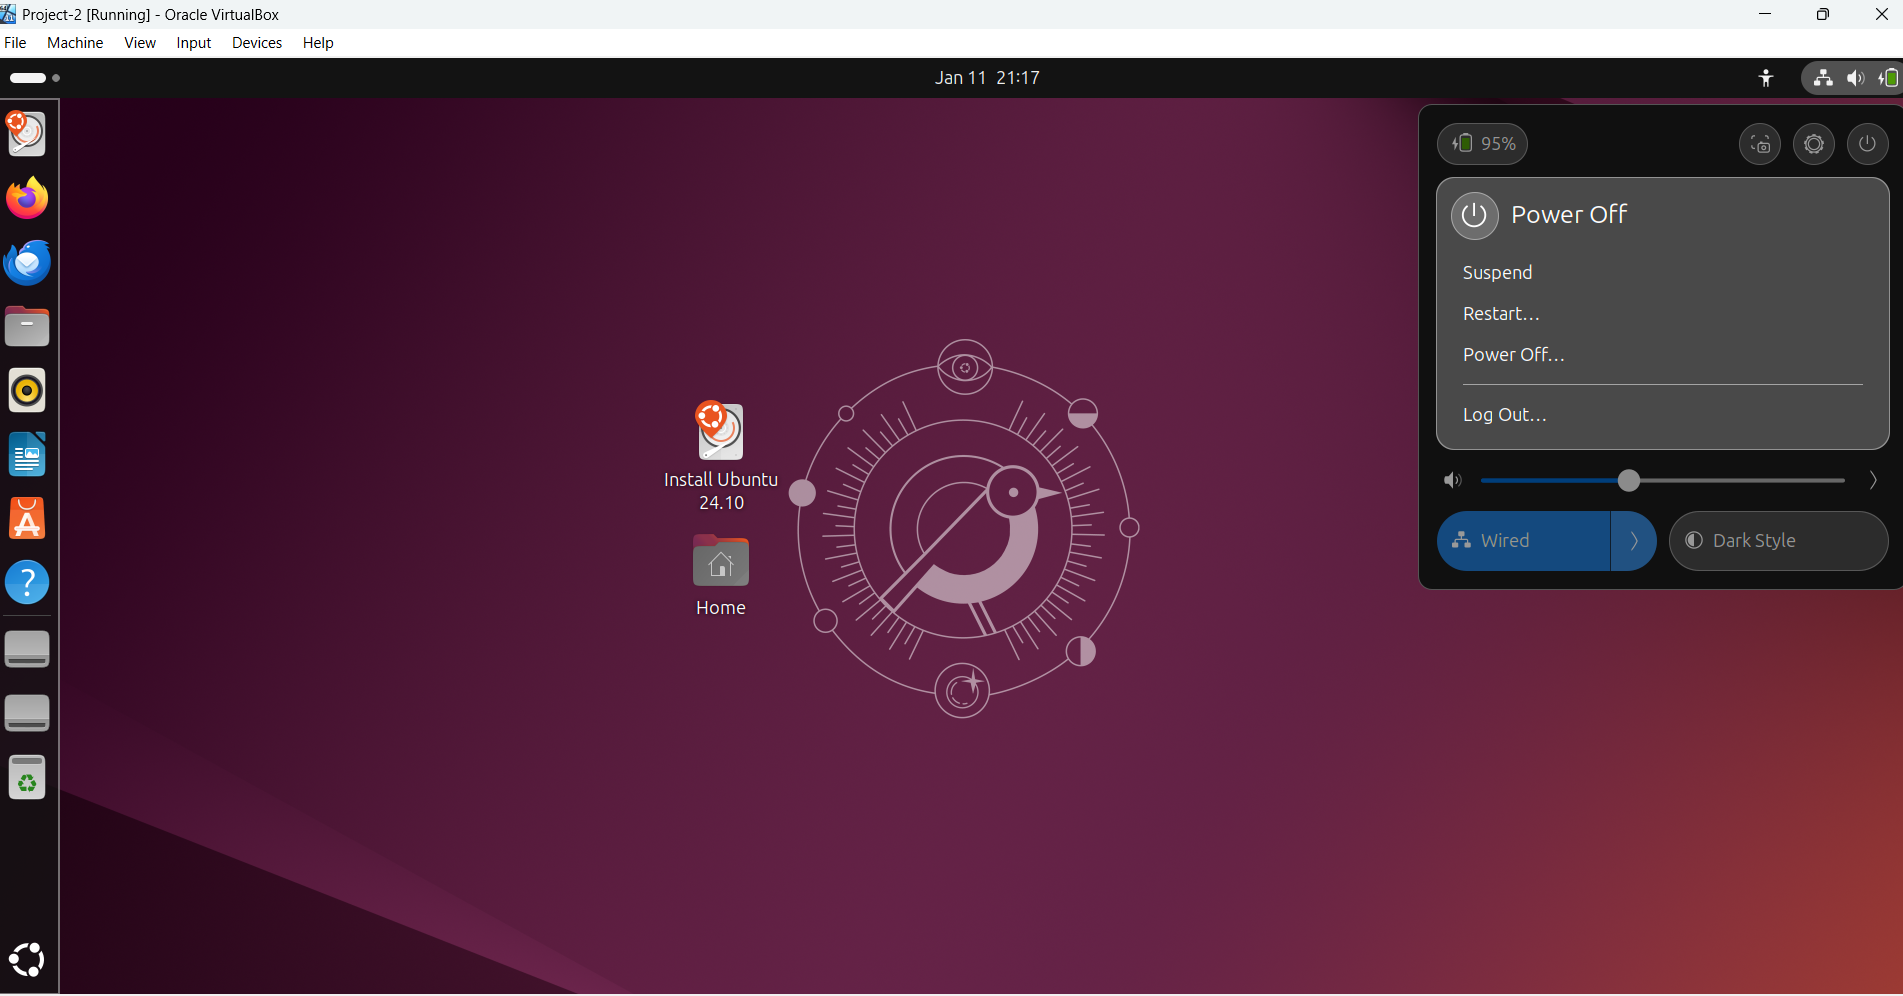 Project-2 [Running] - Oracle VirtualBox
File Machine View Input Devices Help
Jan 11 21:17
95%
Power Off
Suspend
Restart...
Power Off...
Log Out...
Wired
Dark Style
Install Ubuntu
24.10
Home